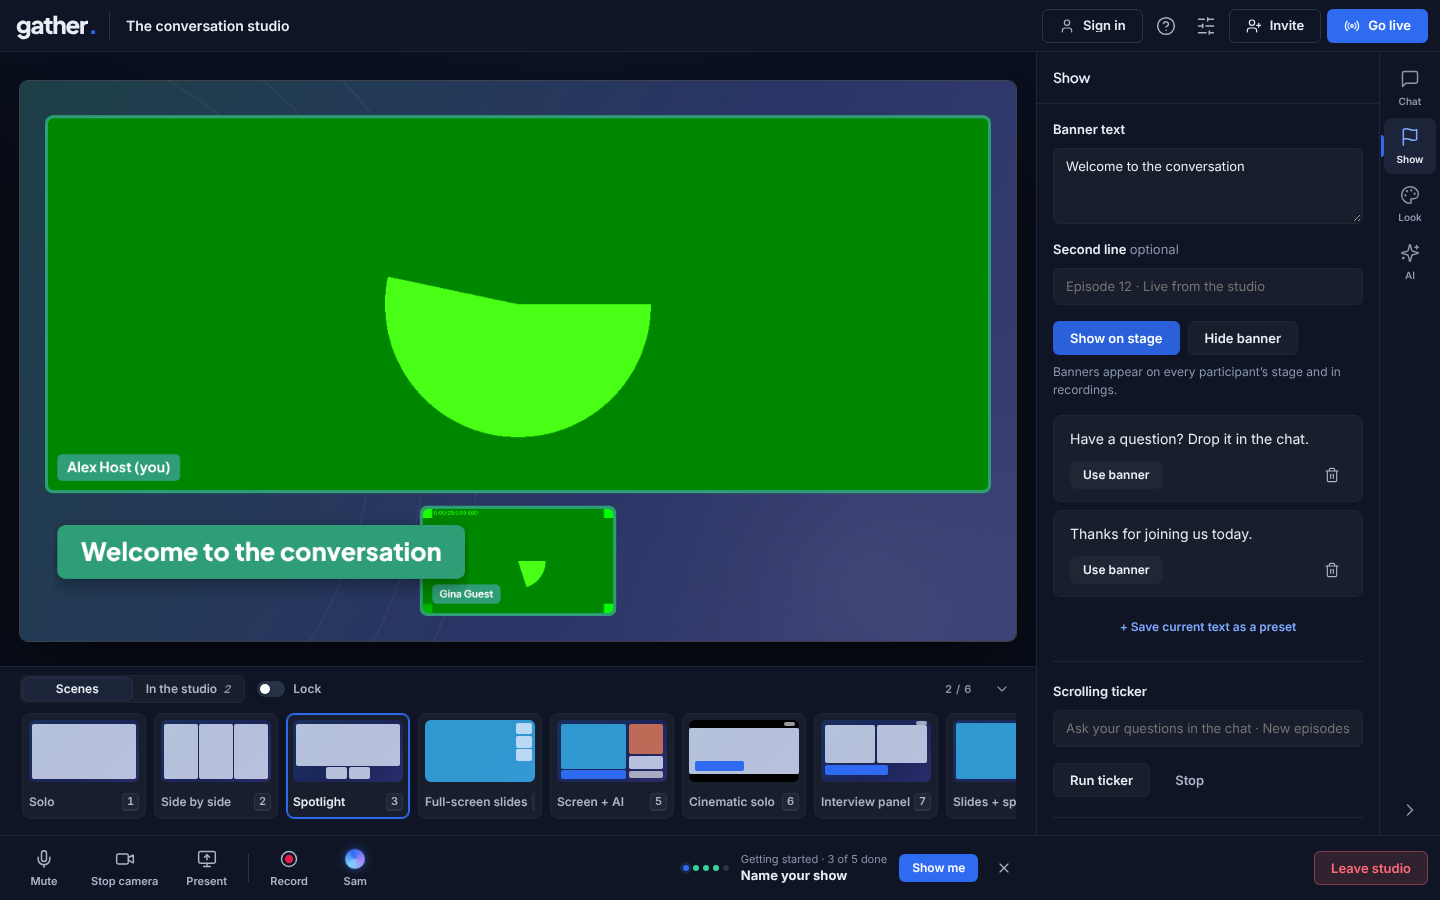 gather.
The conversation studio
Sign in
Invite
Go live
Alex Host (you)
Welcome to the conversation
Gina Guest
Show
Banner text
Welcome to the conversation
Second line optional
Episode 12 · Live from the studio
Show on stage
Hide banner
Banners appear on every participant's stage and in
recordings.
Have a question? Drop it in the chat.
Use banner
Thanks for joining us today.
Use banner
+ Save current text as a preset
Scrolling ticker
Ask your questions in the chat · New episodes
Run ticker
Stop
Chat
Show
Look
AI
Scenes
In the studio 2
Lock
2 / 6
Solo 1
Side by side 2
Spotlight 3
Full-screen slides
Screen + AI 5
Cinematic solo 6
Interview panel 7
Slides + sp
Mute
Stop camera
Present
Record
Sam
Getting started · 3 of 5 done
Name your show
Show me
Leave studio